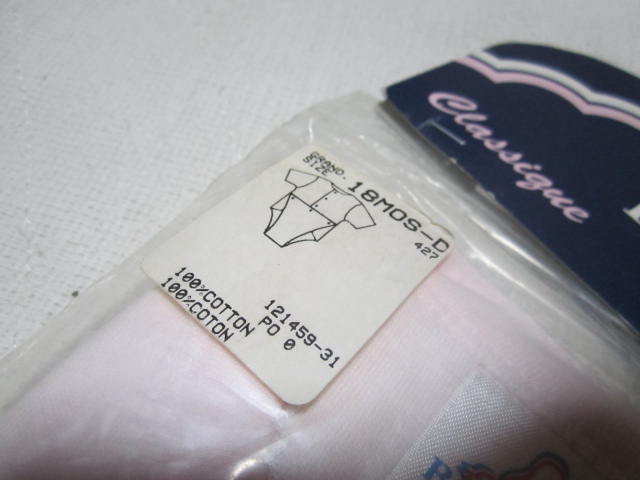 Classique
GRAND.
SIZE 18MOS-D
427
121459-31
100%COTTON PO 0
100%COTON